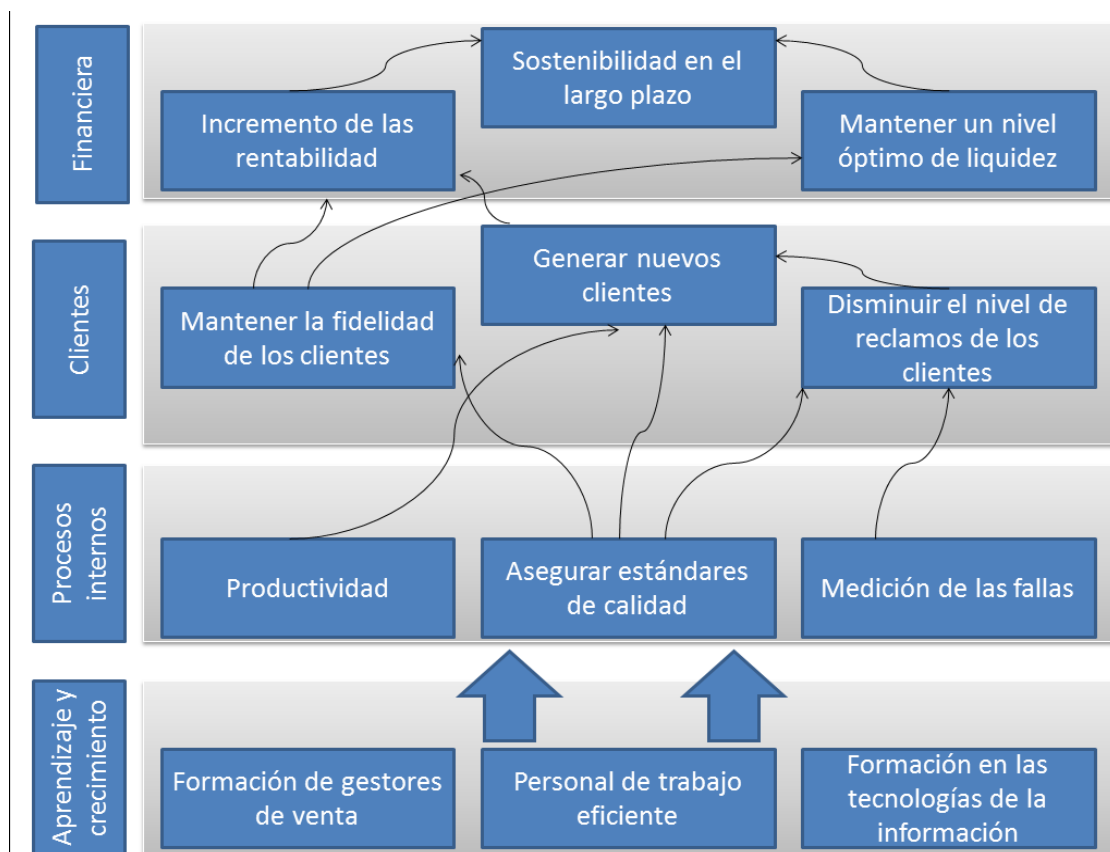 Financiera
Sostenibilidad en el
largo plazo
Incremento de las
rentabilidad
Mantener un nivel
óptimo de liquidez
Clientes
Generar nuevos
clientes
Mantener la fidelidad
de los clientes
Disminuir el nivel de
reclamos de los
clientes
Procesos
internos
Productividad
Asegurar estándares
de calidad
Medición de las fallas
Aprendizaje y
crecimiento
Formación de gestores
de venta
Personal de trabajo
eficiente
Formación en las
tecnologías de la
información